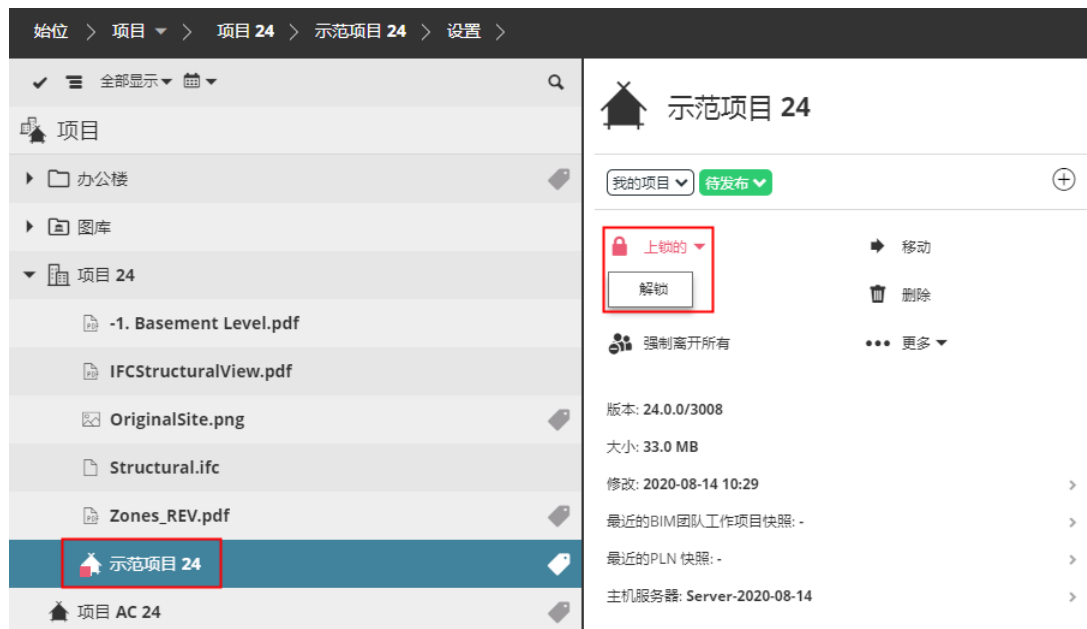 始位 > 项目 > 项目 24 > 示范项目 24 > 设置 >
全部显示
项目
办公楼
图库
项目 24
-1. Basement Level.pdf
IFCStructuralView.pdf
OriginalSite.png
Structural.ifc
Zones_REV.pdf
示范项目 24
项目 AC 24
示范项目 24
我的项目 待发布
上锁的 移动
解锁 删除
强制离开所有 更多
版本: 24.0.0/3008
大小: 33.0 MB
修改: 2020-08-14 10:29
最近的BIM团队工作项目快照: -
最近的PLN 快照: -
主机服务器: Server-2020-08-14